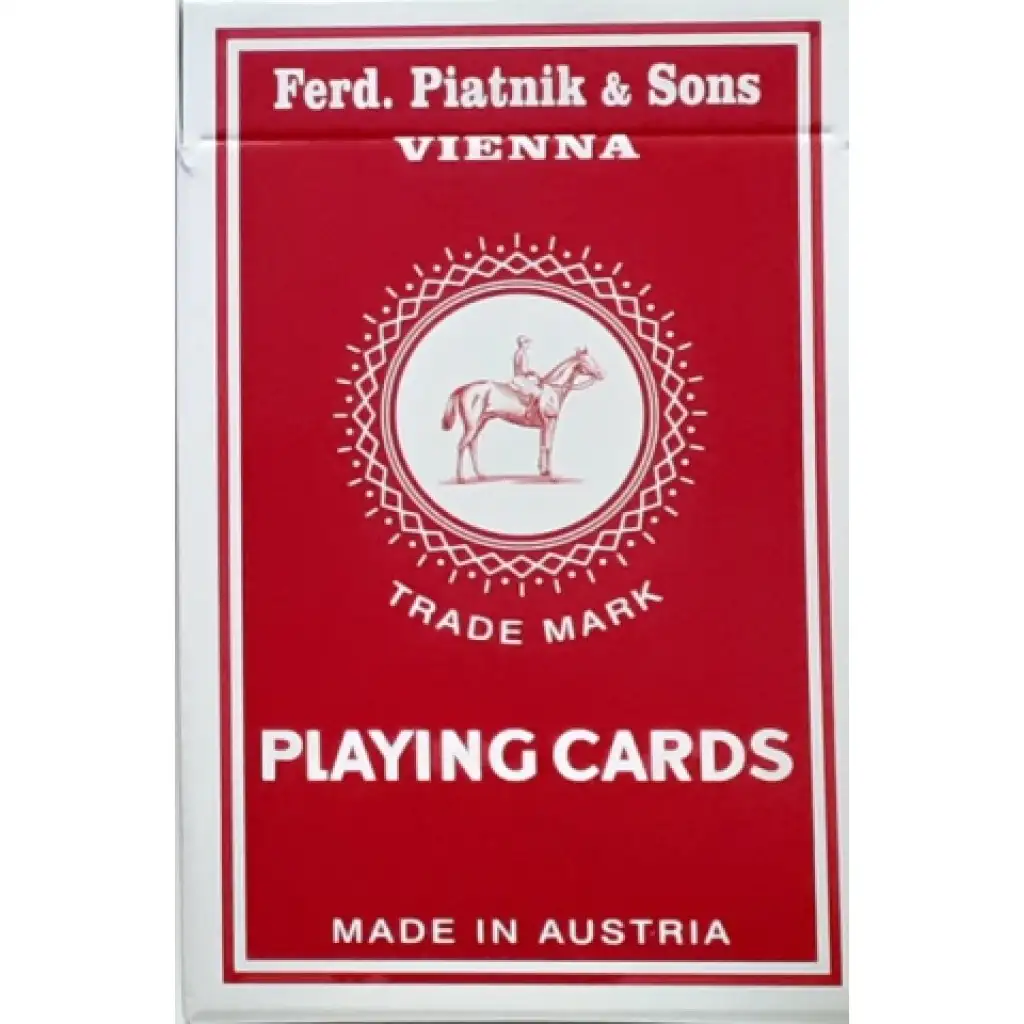 Ferd. Piatnik & Sons
VIENNA
TRADE MARK
PLAYING CARDS
MADE IN AUSTRIA